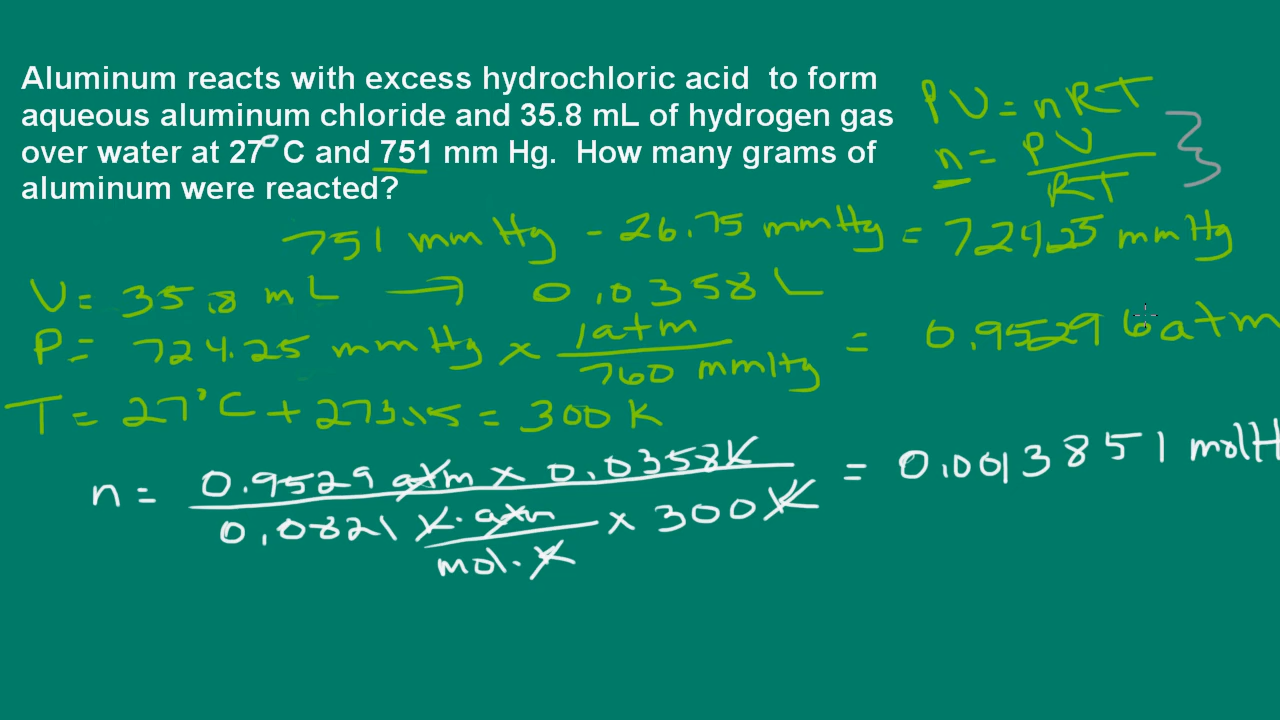 Aluminum reacts with excess hydrochloric acid to form
aqueous aluminum chloride and 35.8 mL of hydrogen gas
over water at 27° C and 751 mm Hg. How many grams of
aluminum were reacted?
PV = nRT
n = PV
RT
751 mmHg - 26.75 mmHg = 724.25 mmHg
V = 35.8 mL → 0.0358 L
P = 724.25 mmHg x 1 atm = 0.95296 atm
760 mmHg
T = 27°C + 273.15 = 300 K
n = 0.9529 atm x 0.0358 L = 0.0013851 mol H
0.0821 L·atm x 300 K
mol·K